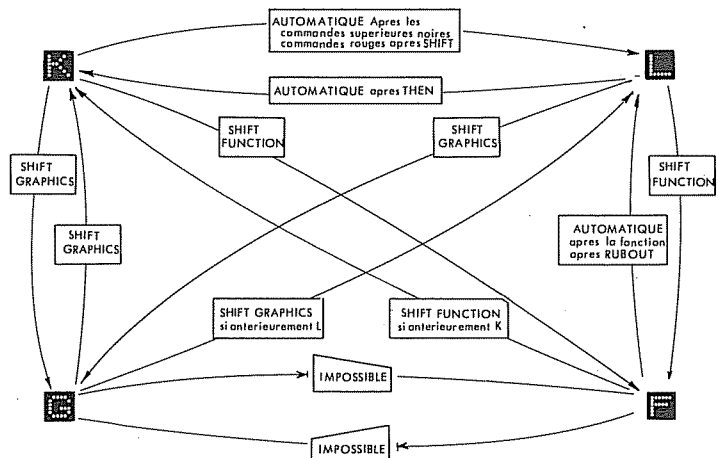 AUTOMATIQUE Apres les
commandes superieures noires
commandes rouges après SHIFT
K
L
AUTOMATIQUE apres THEN
SHIFT
FUNCTION
SHIFT
GRAPHICS
SHIFT
GRAPHICS
SHIFT
FUNCTION
SHIFT
GRAPHICS
AUTOMATIQUE
apres la fonction
apres RUBOUT
SHIFT GRAPHICS
si anterieurement L
SHIFT FUNCTION
si anterieurement K
IMPOSSIBLE
G
F
IMPOSSIBLE